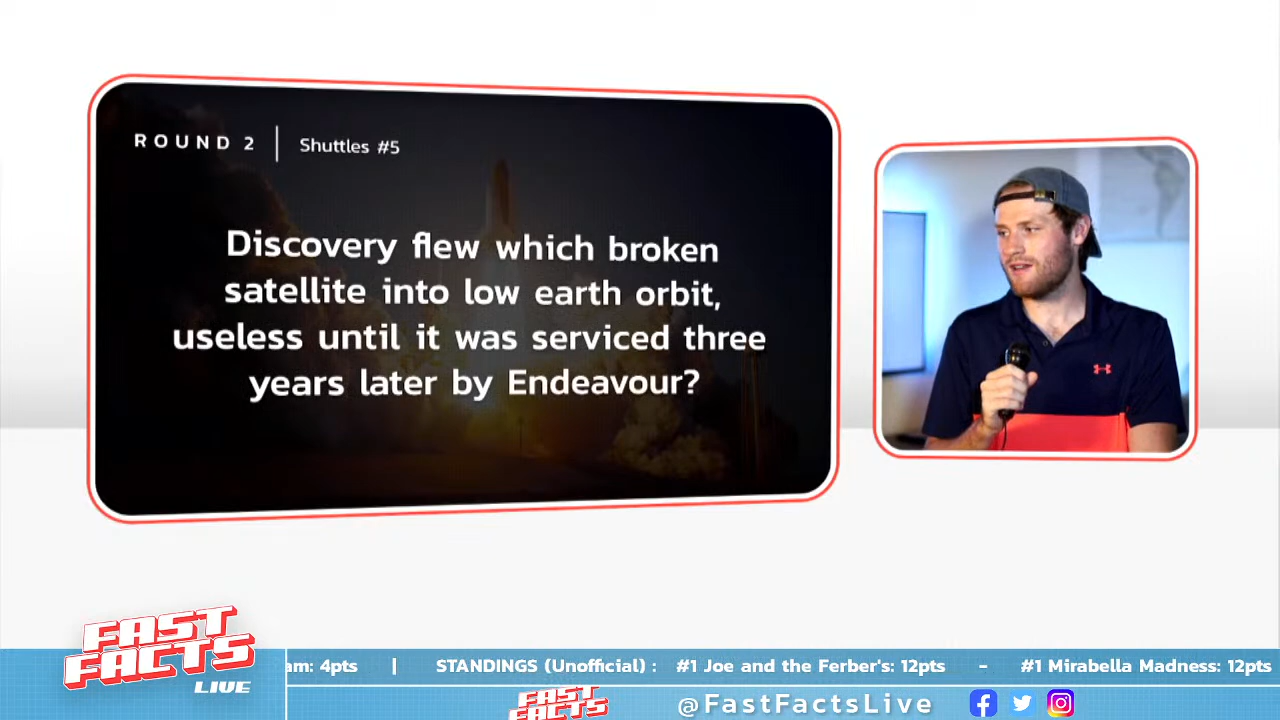 ROUND 2 | Shuttles #5
Discovery flew which broken
satellite into low earth orbit,
useless until it was serviced three
years later by Endeavour?
FAST
FACTS
LIVE
am: 4pts | STANDINGS (Unofficial) : #1 Joe and the Ferber's: 12pts - #1 Mirabella Madness: 12pts
FAST
FACTS
@FastFactsLive